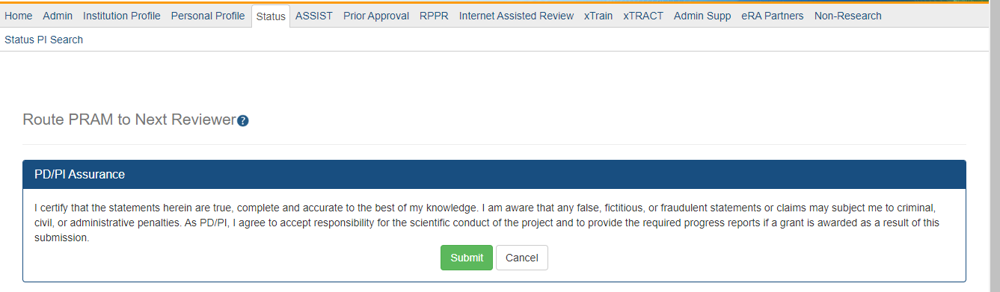 Home Admin Institution Profile Personal Profile Status ASSIST Prior Approval RPPR Internet Assisted Review xTrain xTRACT Admin Supp eRA Partners Non-Research
Status PI Search
Route PRAM to Next Reviewer?
PD/PI Assurance
I certify that the statements herein are true, complete and accurate to the best of my knowledge. I am aware that any false, fictitious, or fraudulent statements or claims may subject me to criminal,
civil, or administrative penalties. As PD/PI, I agree to accept responsibility for the scientific conduct of the project and to provide the required progress reports if a grant is awarded as a result of this
submission.
Submit Cancel